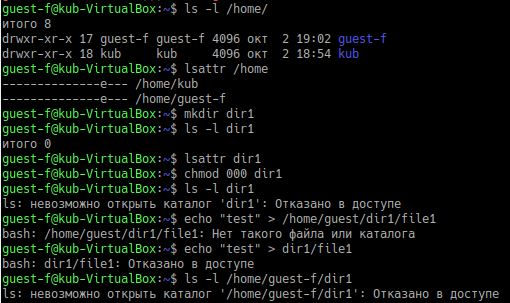 guest-f@kub-VirtualBox:~$ ls -l /home/
итого 8
drwxr-xr-x 17 guest-f guest-f 4096 окт  2 19:02 guest-f
drwxr-xr-x 18 kub     kub     4096 окт  2 18:54 kub
guest-f@kub-VirtualBox:~$ lsattr /home
-------------e--- /home/kub
-------------e--- /home/guest-f
guest-f@kub-VirtualBox:~$ mkdir dir1
guest-f@kub-VirtualBox:~$ ls -l dir1
итого 0
guest-f@kub-VirtualBox:~$ lsattr dir1
guest-f@kub-VirtualBox:~$ chmod 000 dir1
guest-f@kub-VirtualBox:~$ ls -l dir1
ls: невозможно открыть каталог 'dir1': Отказано в доступе
guest-f@kub-VirtualBox:~$ echo "test" > /home/guest/dir1/file1
bash: /home/guest/dir1/file1: Нет такого файла или каталога
guest-f@kub-VirtualBox:~$ echo "test" > dir1/file1
bash: dir1/file1: Отказано в доступе
guest-f@kub-VirtualBox:~$ ls -l /home/guest-f/dir1
ls: невозможно открыть каталог '/home/guest-f/dir1': Отказано в доступе